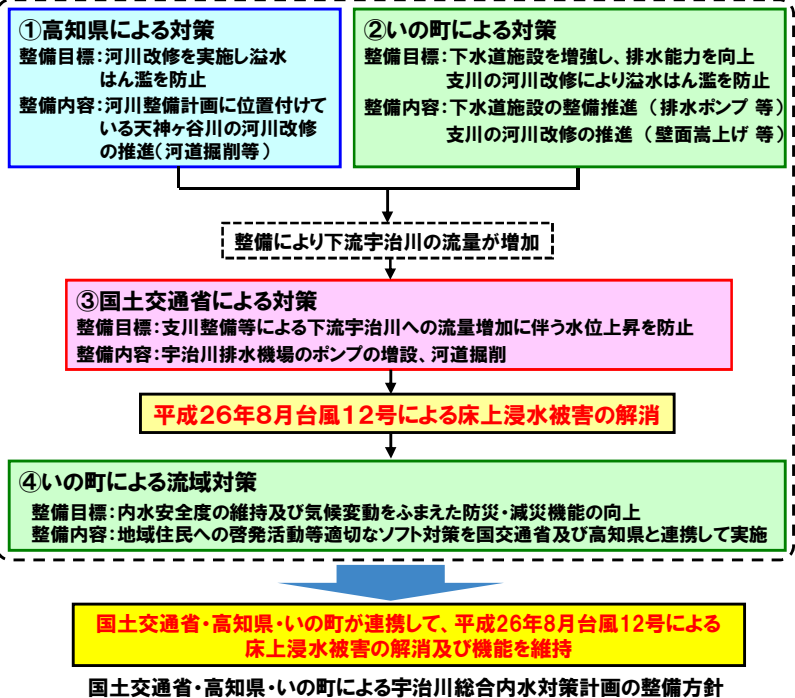 ①高知県による対策
整備目標:河川改修を実施し溢水
はん濫を防止
整備内容:河川整備計画に位置付けて
いる天神ヶ谷川の河川改修
の推進(河道掘削等)
②いの町による対策
整備目標:下水道施設を増強し、排水能力を向上
支川の河川改修により溢水はん濫を防止
整備内容:下水道施設の整備推進(排水ポンプ 等)
支川の河川改修の推進(壁面嵩上げ 等)
整備により下流宇治川の流量が増加
③国土交通省による対策
整備目標:支川整備等による下流宇治川への流量増加に伴う水位上昇を防止
整備内容:宇治川排水機場のポンプの増設、河道掘削
平成26年8月台風12号による床上浸水被害の解消
④いの町による流域対策
整備目標:内水安全度の維持及び気候変動をふまえた防災・減災機能の向上
整備内容:地域住民への啓発活動等適切なソフト対策を国交通省及び高知県と連携して実施
国土交通省・高知県・いの町が連携して、平成26年8月台風12号による
床上浸水被害の解消及び機能を維持
国土交通省・高知県・いの町による宇治川総合内水対策計画の整備方針